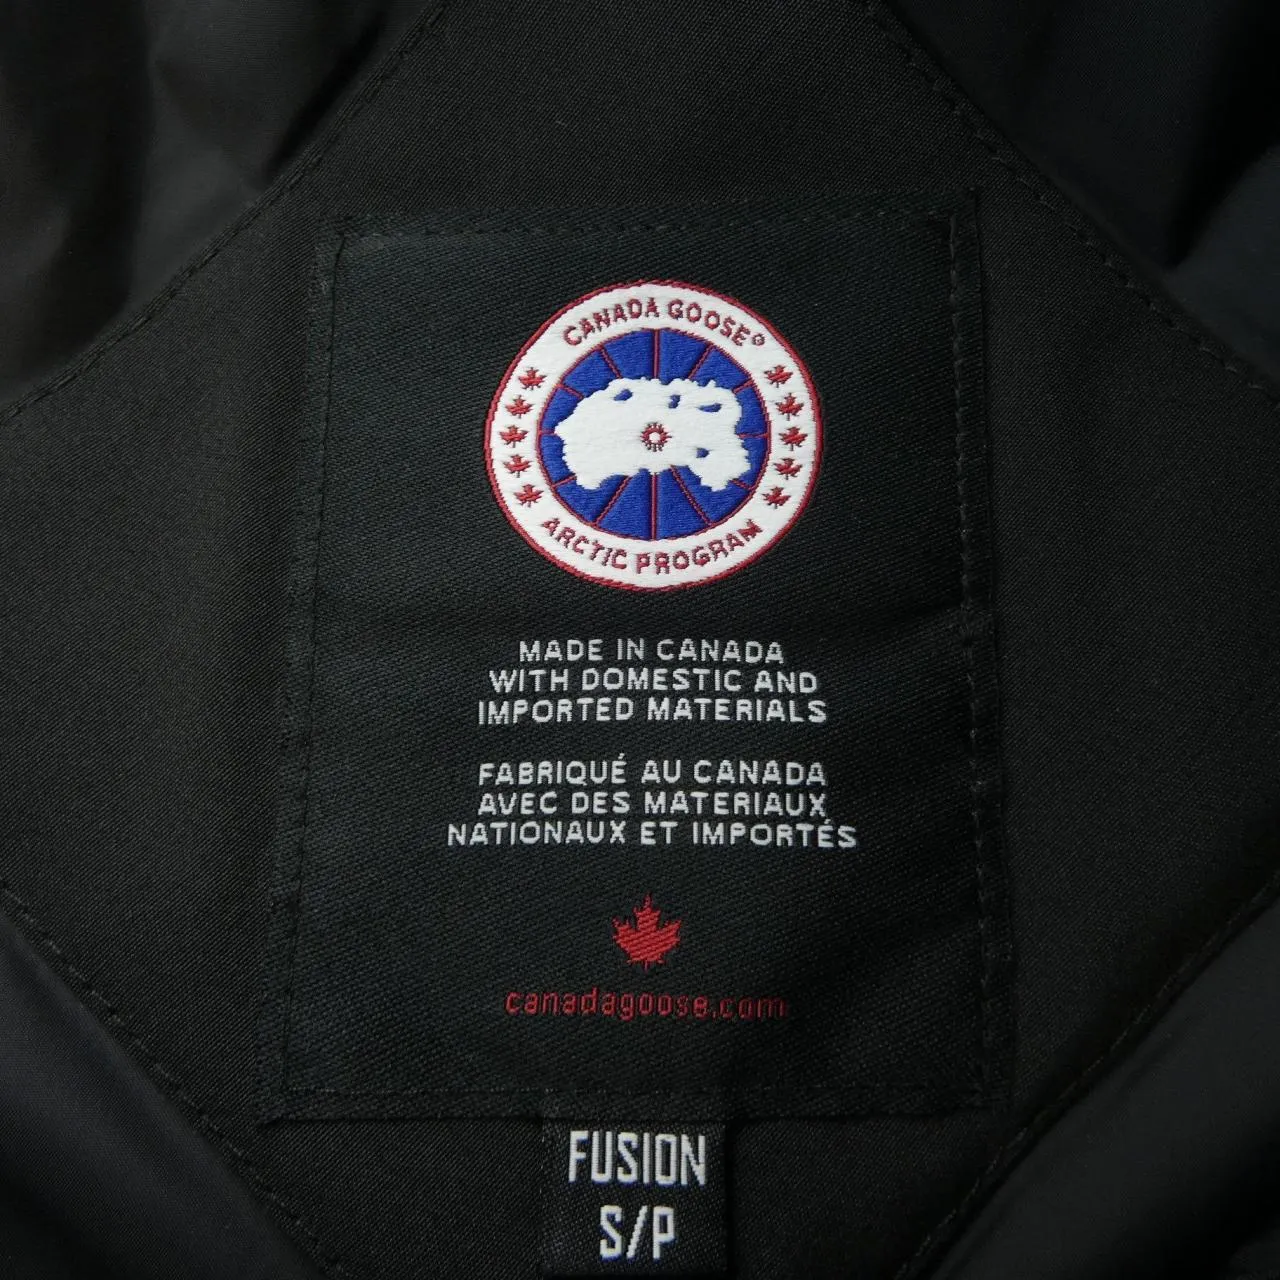 CANADA GOOSE®
ARCTIC PROGRAM
MADE IN CANADA
WITH DOMESTIC AND
IMPORTED MATERIALS
FABRIQUÉ AU CANADA
AVEC DES MATERIAUX
NATIONAUX ET IMPORTÉS
canadagoose.com
FUSION
S/P